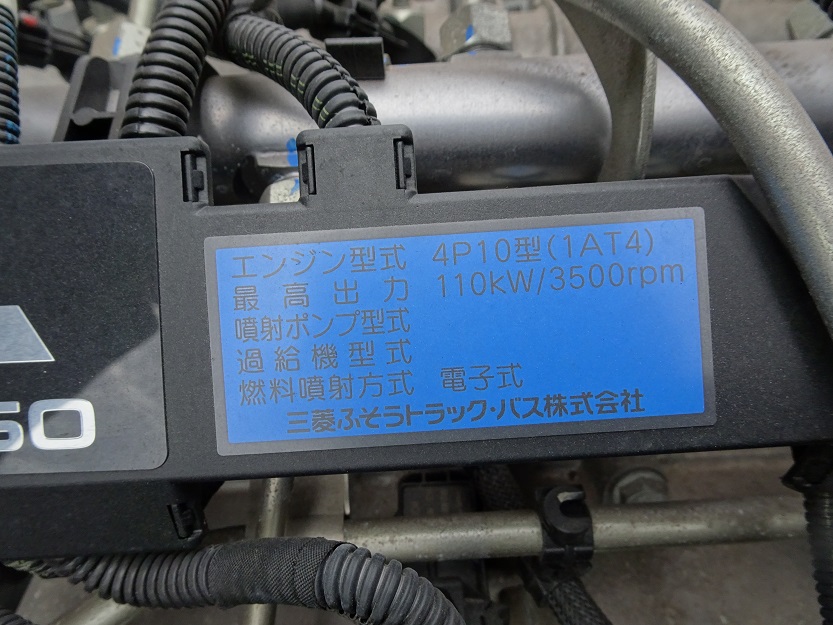 エンジン型式 4P10型(1AT4)
最高出力 110kW/3500rpm
噴射ポンプ型式
過給機型式
燃料噴射方式 電子式
三菱ふそうトラック・バス株式会社
50